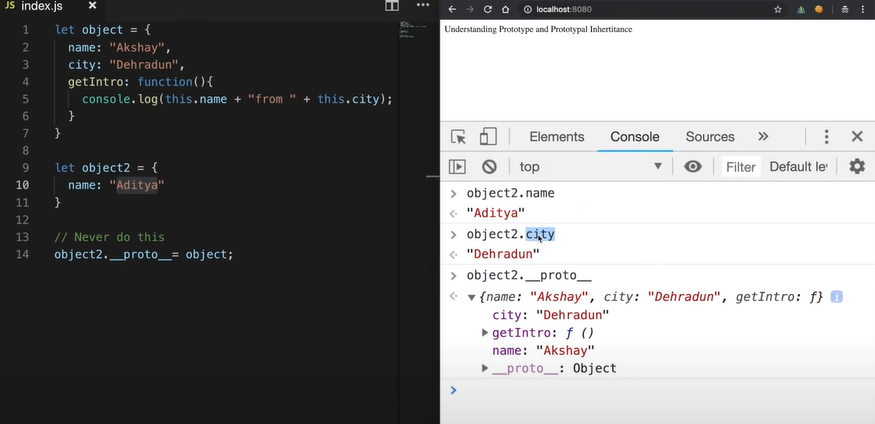 JS index.js ×
1 let object = {
2 name: "Akshay",
3 city: "Dehradun",
4 getIntro: function(){
5 console.log(this.name + "from " + this.city);
6 }
7 }
8
9 let object2 = {
10 name: "Aditya"
11 }
12
13 // Never do this
14 object2.__proto__= object;
localhost:8080
Understanding Prototype and Prototypal Inhertitance
Elements Console Sources »
top Filter Default le
object2.name
"Aditya"
object2.city
"Dehradun"
object2.__proto__
{name: "Akshay", city: "Dehradun", getIntro: ƒ} i
city: "Dehradun"
getIntro: ƒ ()
name: "Akshay"
__proto__: Object